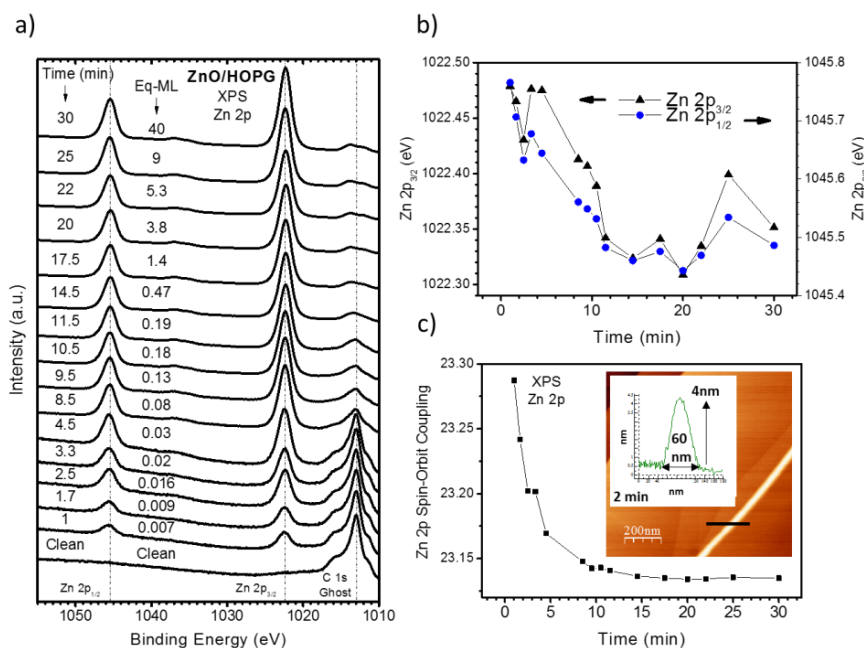 a)
Time (min)
Eq-ML
ZnO/HOPG
XPS
Zn 2p
30
40
25
9
22
5.3
20
3.8
17.5
1.4
14.5
0.47
11.5
0.19
10.5
0.18
9.5
0.13
8.5
0.08
4.5
0.03
3.3
0.02
2.5
0.016
1.7
0.009
1
0.007
Clean
Clean
Zn 2p1/2
Zn 2p3/2
C 1s
Ghost
Intensity (a.u.)
1050
1040
1030
1020
1010
Binding Energy (eV)
b)
Zn 2p3/2 (eV)
1022.50
1022.45
1022.40
1022.35
1022.30
Zn 2p3/2
Zn 2p1/2
1045.8
1045.7
1045.6
1045.5
1045.4
0
5
10
15
20
25
30
Time (min)
c)
Zn 2p Spin-Orbit Coupling
23.30
23.25
23.20
23.15
XPS
Zn 2p
4nm
60
nm
nm
nm
2 min
200nm
0
5
10
15
20
25
30
Time (min)